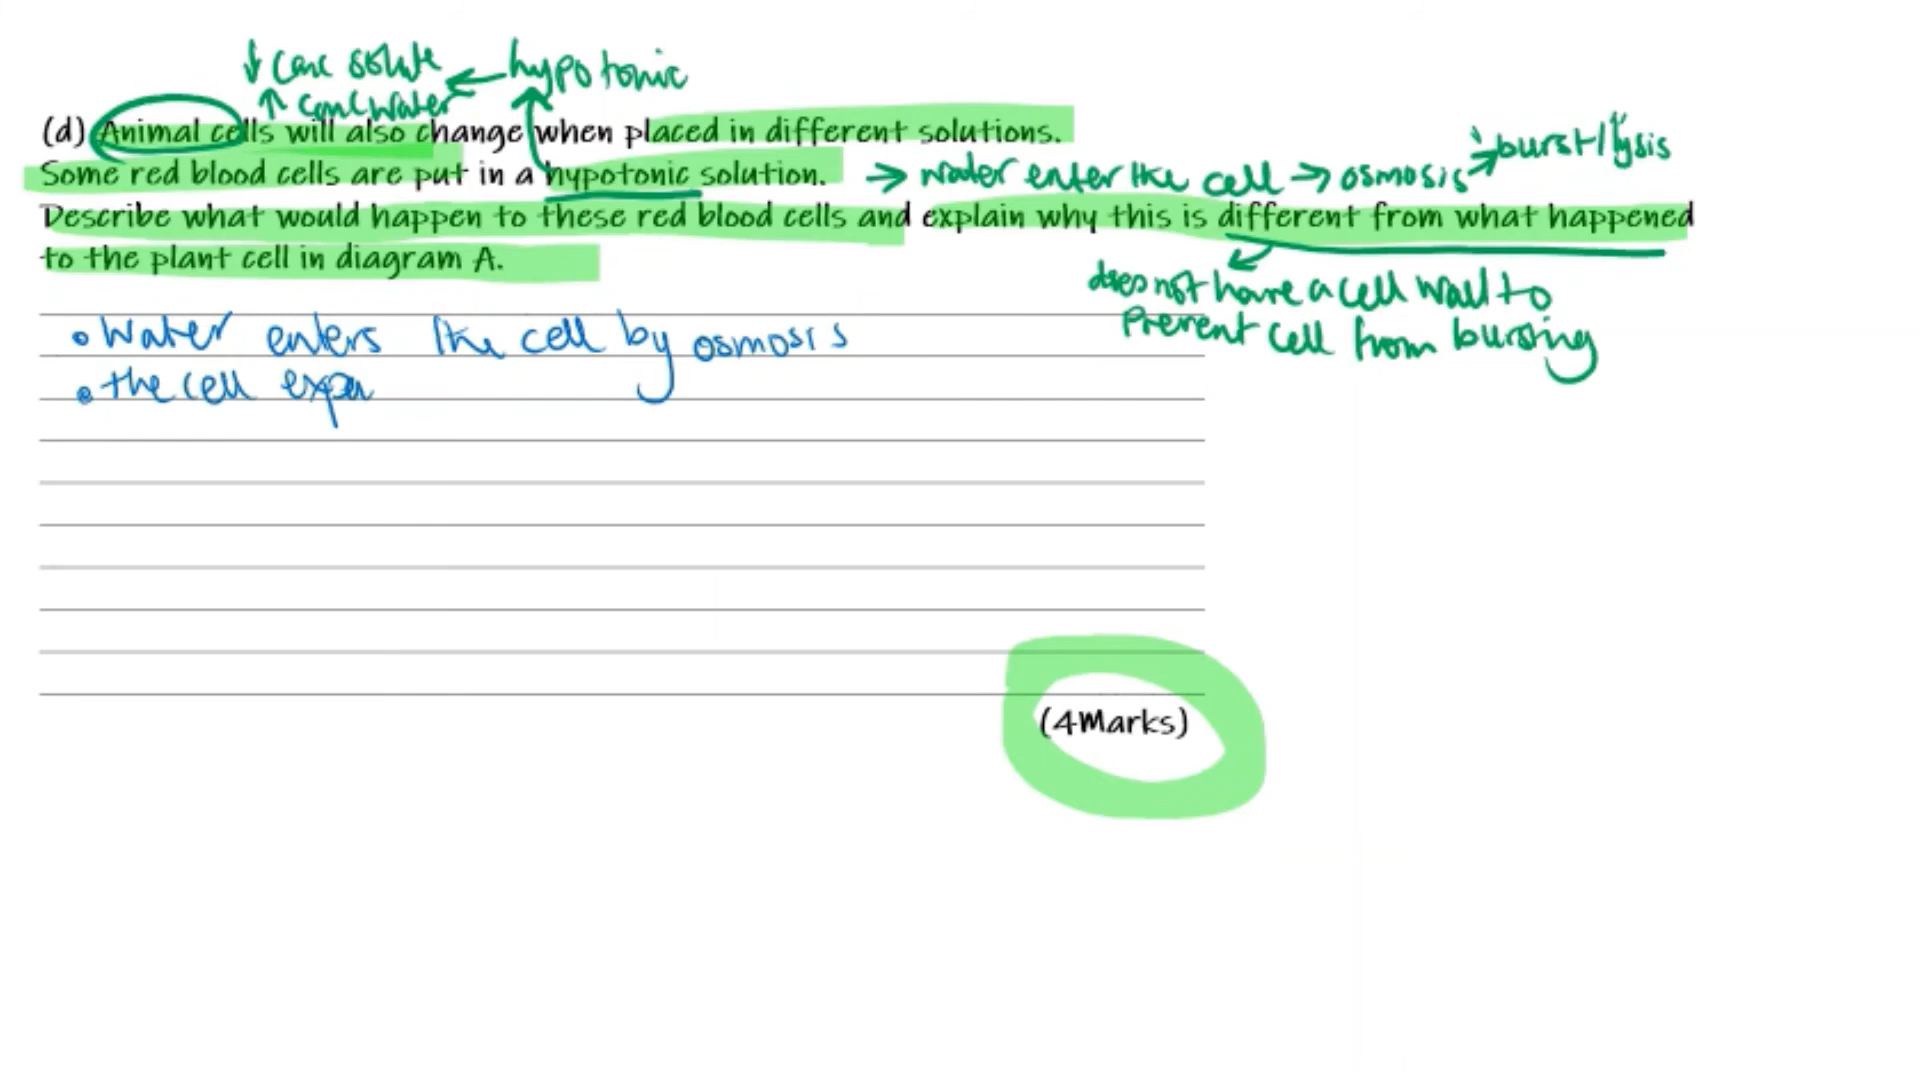 ↓ conc solute ← hypotonic
↑ conc water
(d) Animal cells will also change when placed in different solutions.
Some red blood cells are put in a hypotonic solution. → water enter the cell → osmosis → burst/lysis
Describe what would happen to these red blood cells and explain why this is different from what happened
to the plant cell in diagram A.
does not have a cell wall to
prevent cell from bursting
• Water enters the cell by osmosis
• the cell expa
(4Marks)